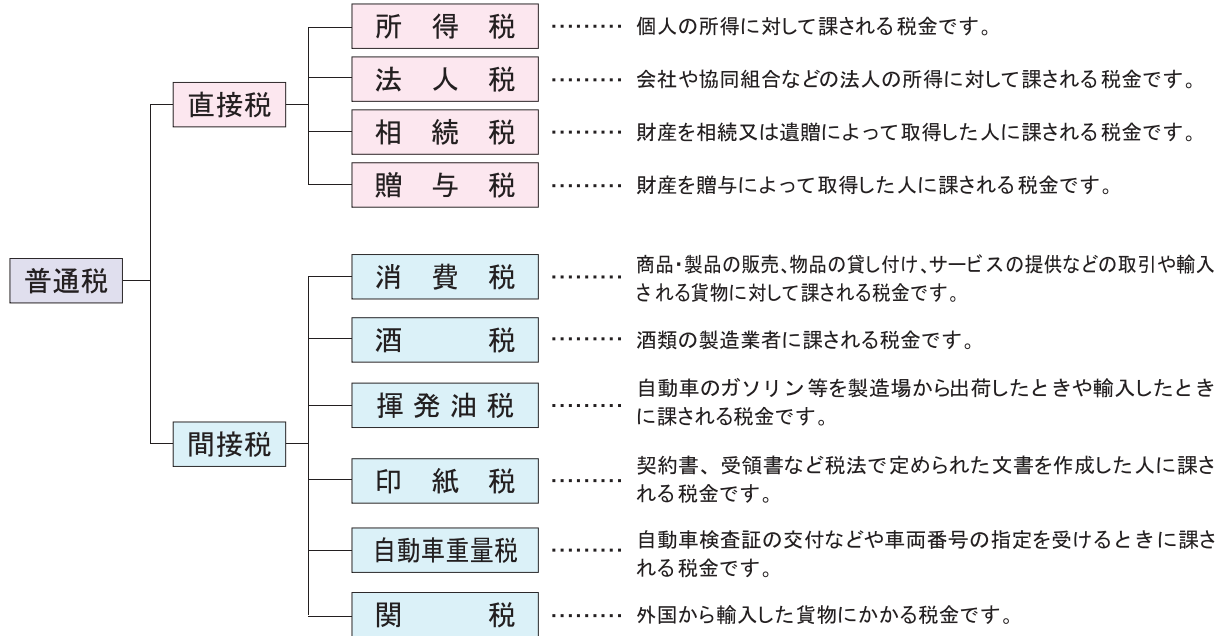 普通税
直接税
所得税
個人の所得に対して課される税金です。
法人税
会社や協同組合などの法人の所得に対して課される税金です。
相続税
財産を相続又は遺贈によって取得した人に課される税金です。
贈与税
財産を贈与によって取得した人に課される税金です。
間接税
消費税
商品・製品の販売、物品の貸し付け、サービスの提供などの取引や輸入
される貨物に対して課される税金です。
酒税
酒類の製造業者に課される税金です。
揮発油税
自動車のガソリン等を製造場から出荷したときや輸入したとき
に課される税金です。
印紙税
契約書、受領書など税法で定められた文書を作成した人に課さ
れる税金です。
自動車重量税
自動車検査証の交付などや車両番号の指定を受けるときに課さ
れる税金です。
関税
外国から輸入した貨物にかかる税金です。